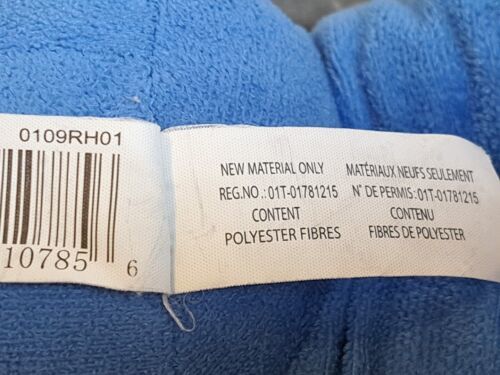 0109RH01
10785 6
NEW MATERIAL ONLY
REG.NO.:01T-01781215
CONTENT
POLYESTER FIBRES
MATÉRIAUX NEUFS SEULEMENT
N° DE PERMIS:01T-01781215
CONTENU
FIBRES DE POLYESTER